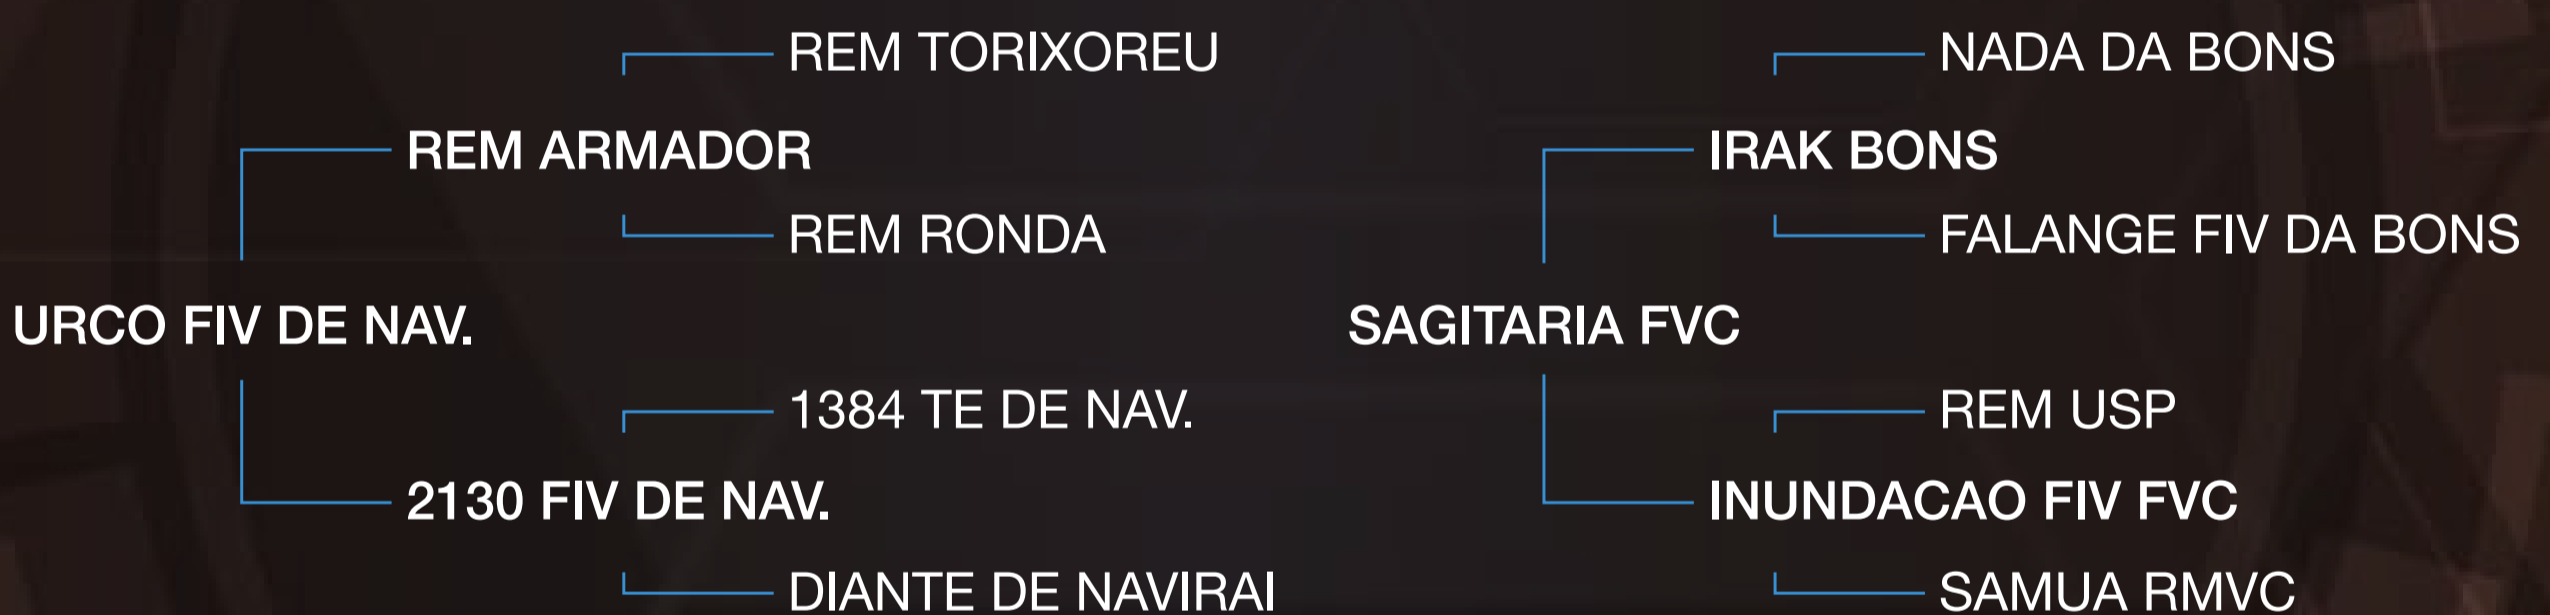 REM TORIXOREU
REM ARMADOR
REM RONDA
URCO FIV DE NAV.
1384 TE DE NAV.
2130 FIV DE NAV.
DIANTE DE NAVIRAI
NADA DA BONS
IRAK BONS
FALANGE FIV DA BONS
SAGITARIA FVC
REM USP
INUNDACAO FIV FVC
SAMUA RMVC